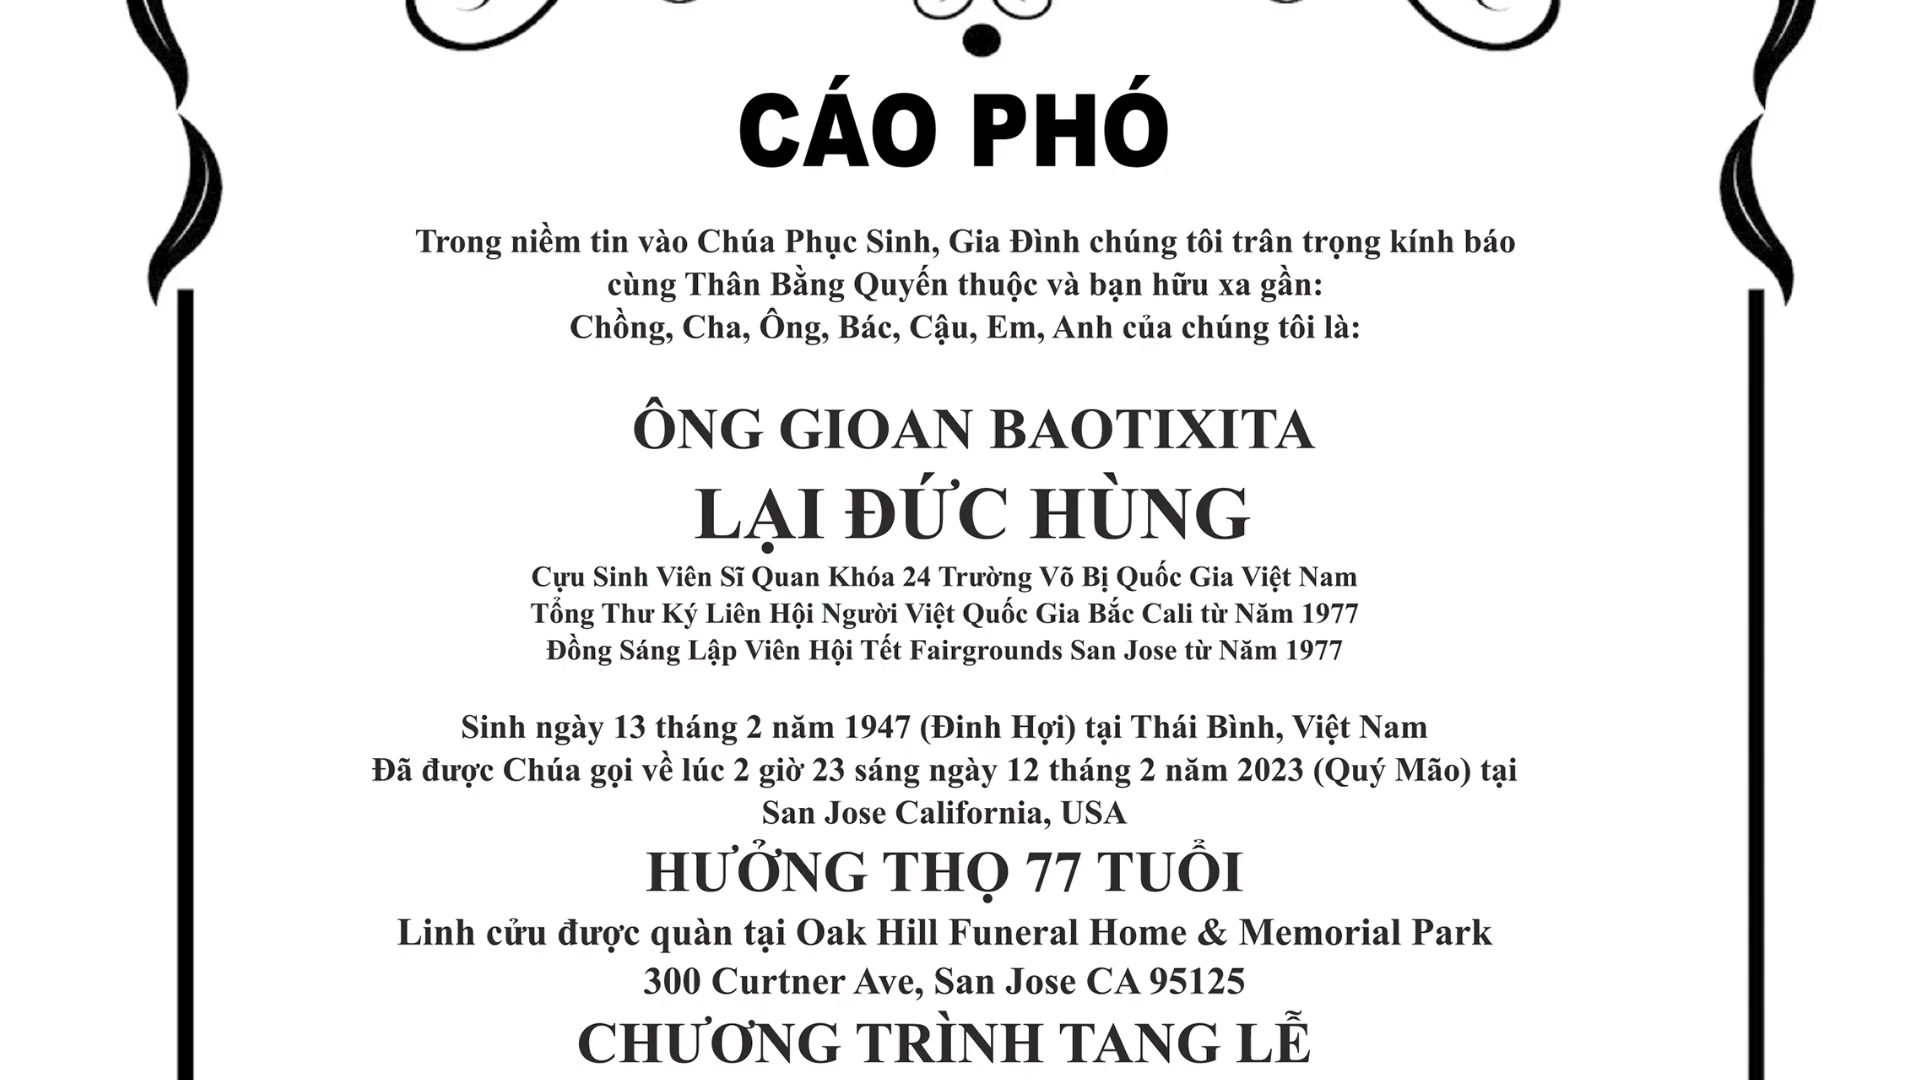 CÁO PHÓ
Trong niềm tin vào Chúa Phục Sinh, Gia Đình chúng tôi trân trọng kính báo
cùng Thân Bằng Quyến thuộc và bạn hữu xa gần:
Chồng, Cha, Ông, Bác, Cậu, Em, Anh của chúng tôi là:
ÔNG GIOAN BAOTIXITA
LẠI ĐỨC HÙNG
Cựu Sinh Viên Sĩ Quan Khóa 24 Trường Võ Bị Quốc Gia Việt Nam
Tổng Thư Ký Liên Hội Người Việt Quốc Gia Bắc Cali từ Năm 1977
Đồng Sáng Lập Viên Hội Tết Fairgrounds San Jose từ Năm 1977
Sinh ngày 13 tháng 2 năm 1947 (Đinh Hợi) tại Thái Bình, Việt Nam
Đã được Chúa gọi về lúc 2 giờ 23 sáng ngày 12 tháng 2 năm 2023 (Quý Mão) tại
San Jose California, USA
HƯỞNG THỌ 77 TUỔI
Linh cửu được quàn tại Oak Hill Funeral Home & Memorial Park
300 Curtner Ave, San Jose CA 95125
CHƯƠNG TRÌNH TANG LỄ